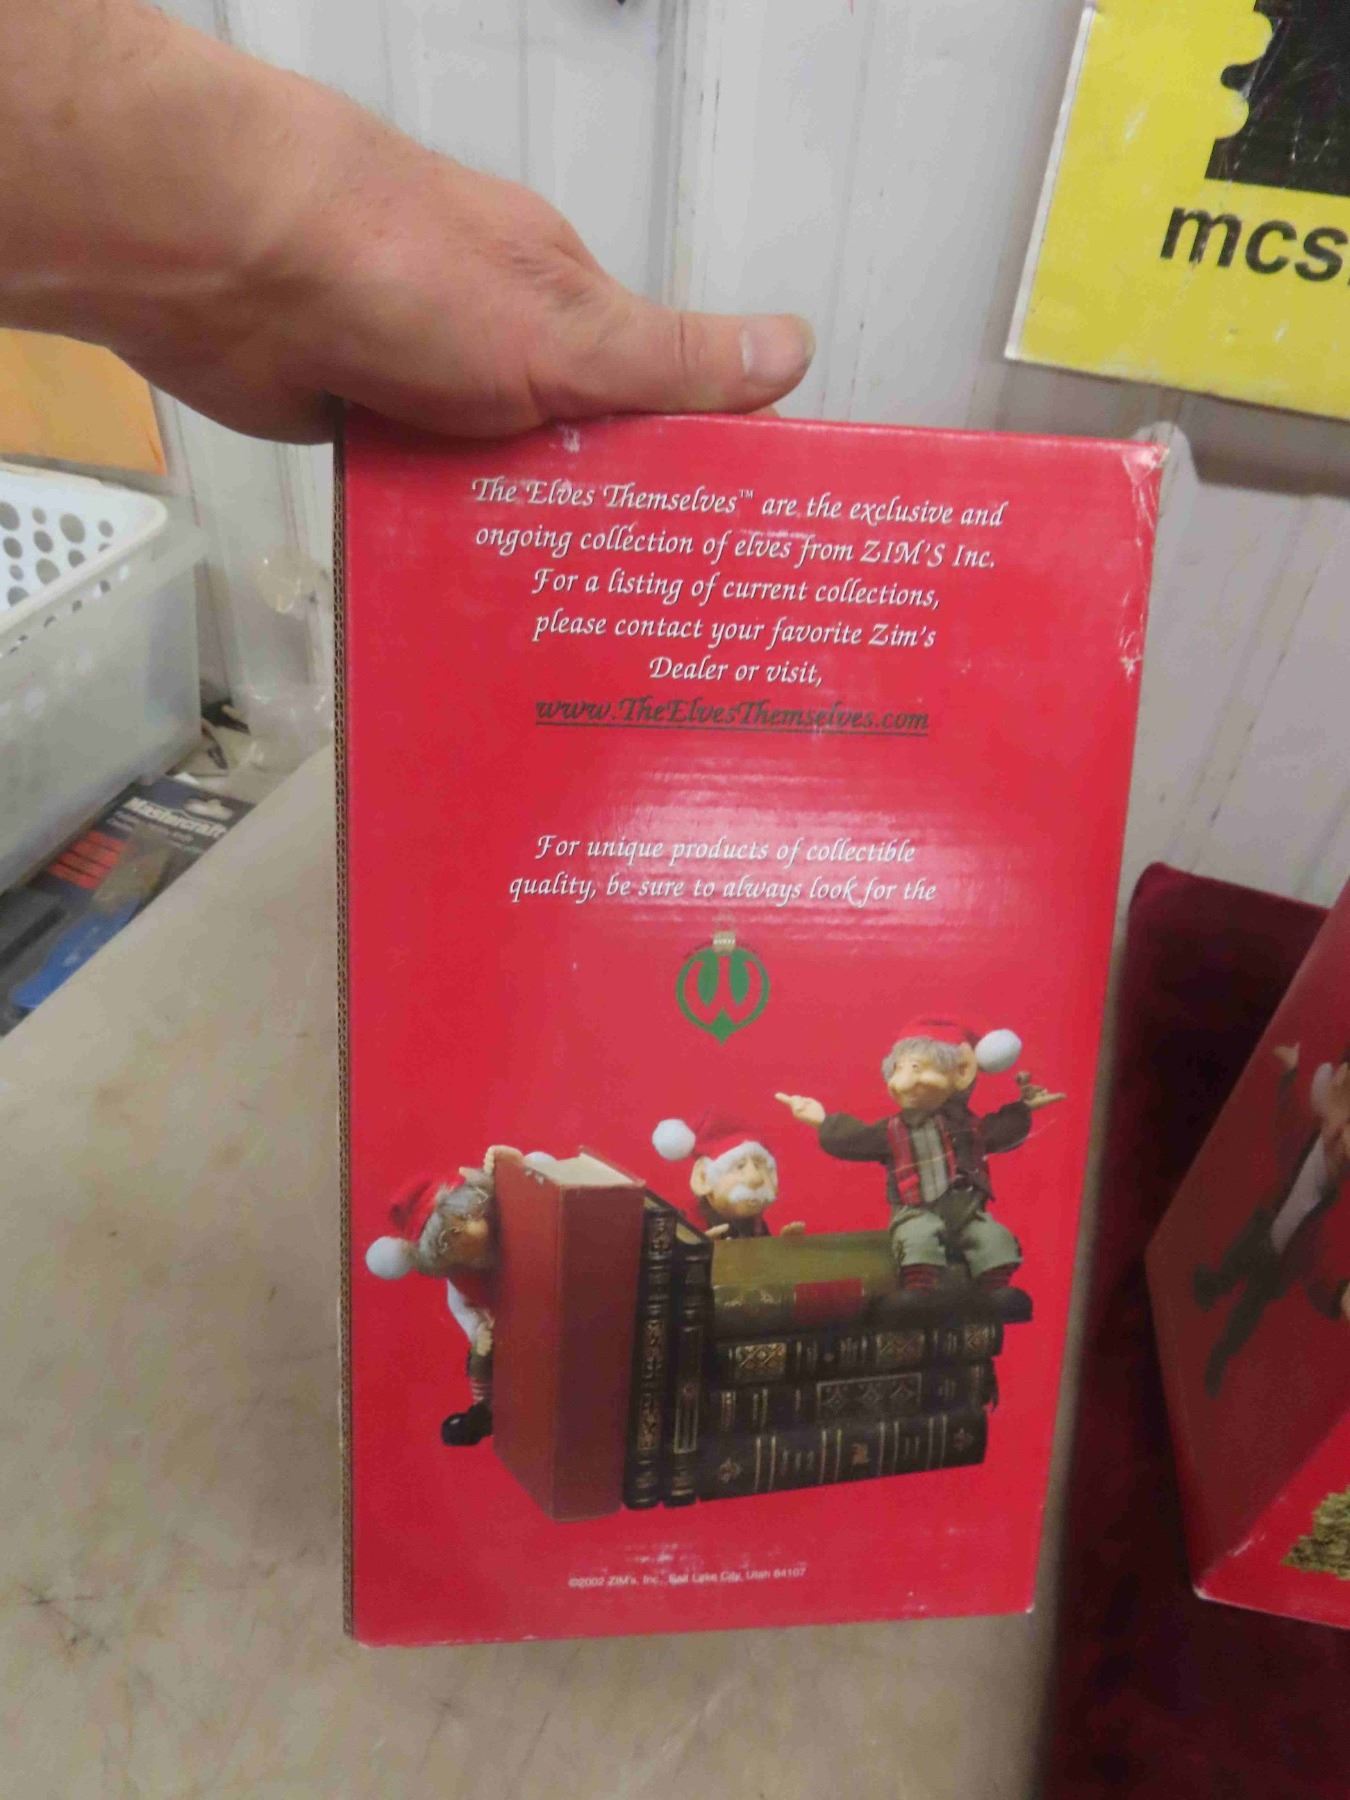 mcs
The Elves Themselves™ are the exclusive and
ongoing collection of elves from ZIM'S Inc.
For a listing of current collections,
please contact your favorite Zim's
Dealer or visit,
www.TheElvesThemselves.com
Mastercraft
For unique products of collectible
quality, be sure to always look for the
©2002 ZIM's, Inc., Salt Lake City, Utah 84107